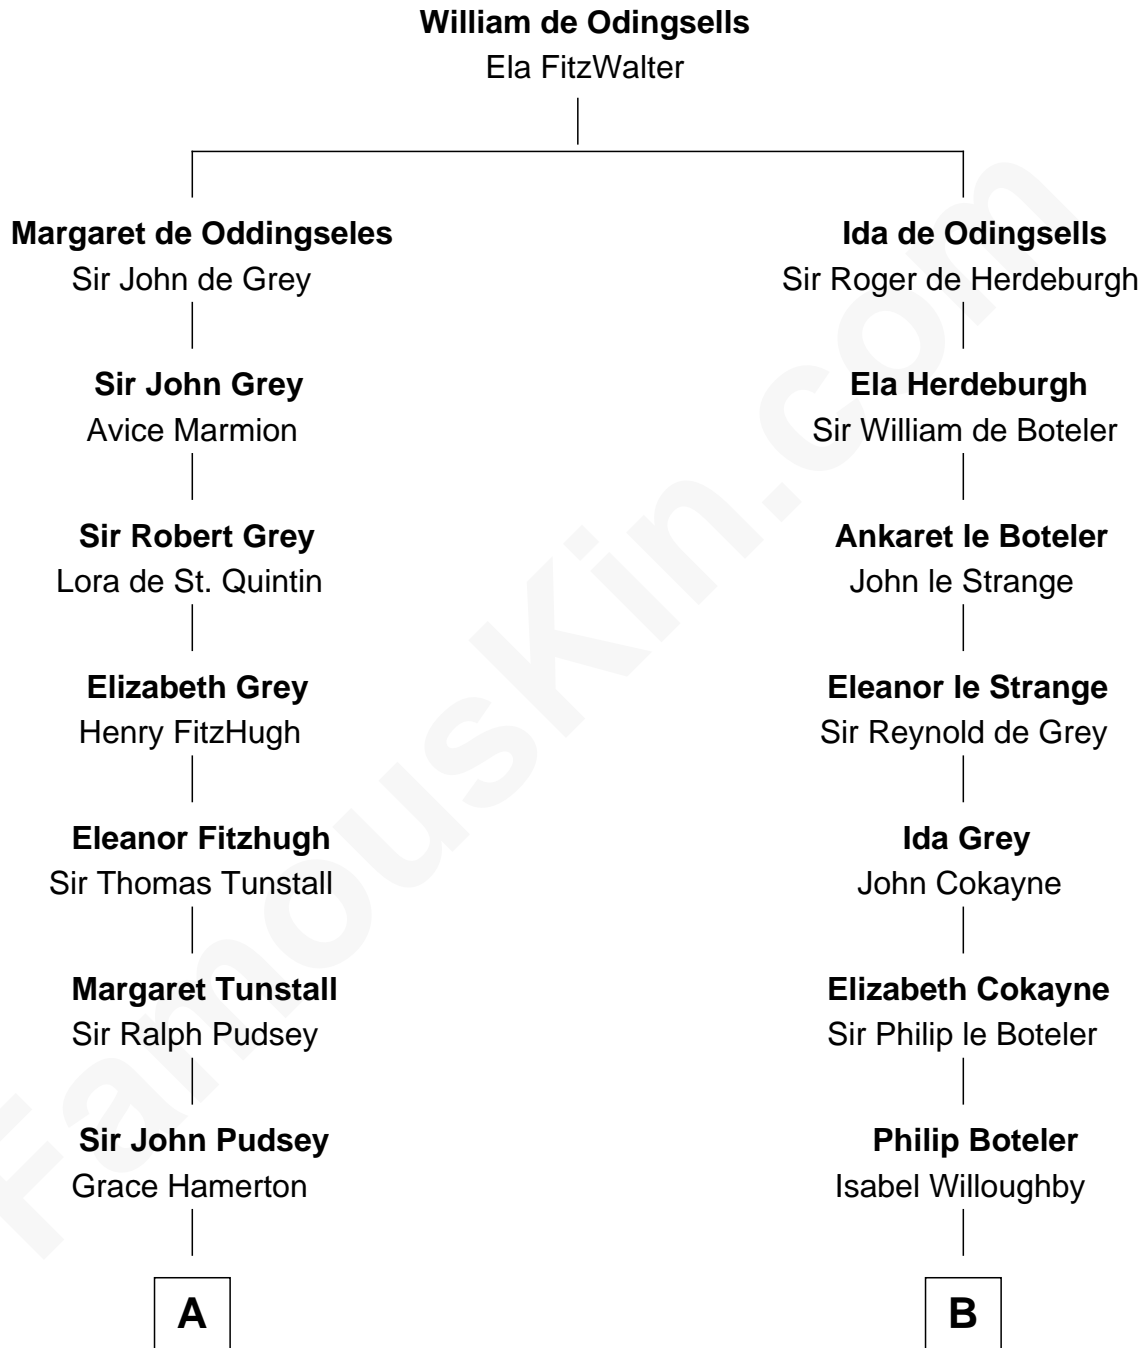 William de Odingsells
Ela FitzWalter
Margaret de Oddingseles
Sir John de Grey
Sir John Grey
Avice Marmion
Sir Robert Grey
Lora de St. Quintin
Elizabeth Grey
Henry FitzHugh
Eleanor Fitzhugh
Sir Thomas Tunstall
Margaret Tunstall
Sir Ralph Pudsey
Sir John Pudsey
Grace Hamerton
A
Ida de Odingsells
Sir Roger de Herdeburgh
Ela Herdeburgh
Sir William de Boteler
Ankaret le Boteler
John le Strange
Eleanor le Strange
Sir Reynold de Grey
Ida Grey
John Cokayne
Elizabeth Cokayne
Sir Philip le Boteler
Philip Boteler
Isabel Willoughby
B
FamousKin.com